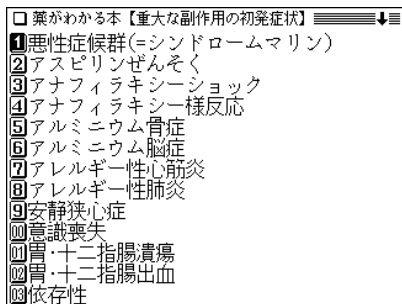 薬がわかる本【重大な副作用の初発症状】
1悪性症候群(=シンドロームマリン)
2アスピリンぜんそく
3アナフィラキシーショック
4アナフィラキシー様反応
5アルミニウム骨症
6アルミニウム脳症
7アレルギー性心筋炎
8アレルギー性肺炎
9安静狭心症
00意識喪失
01胃·十二指腸潰瘍
02胃·十二指腸出血
03依存性